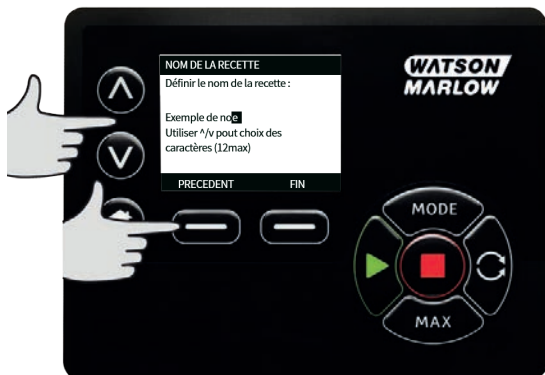 NOM DE LA RECETTE
Définir le nom de la recette :
Exemple de noe
Utiliser ^/v pout choix des
caractères (12max)
PRECEDENT FIN
WATSON
MARLOW
MODE
MAX